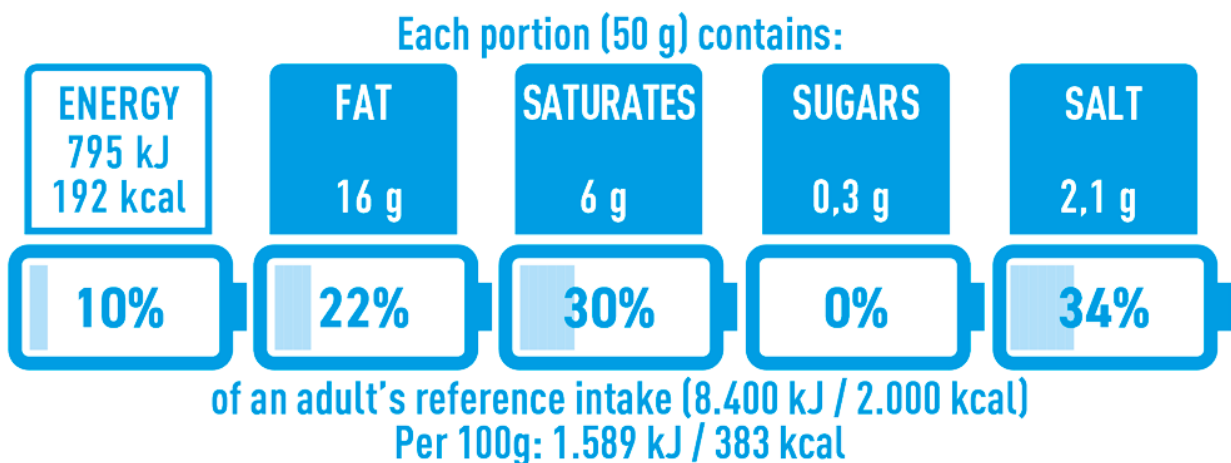 Each portion (50 g) contains:
ENERGY
795 kJ
192 kcal
FAT
16 g
SATURATES
6 g
SUGARS
0,3 g
SALT
2,1 g
10%
22%
30%
0%
34%
of an adult's reference intake (8.400 kJ / 2.000 kcal)
Per 100g: 1.589 kJ / 383 kcal